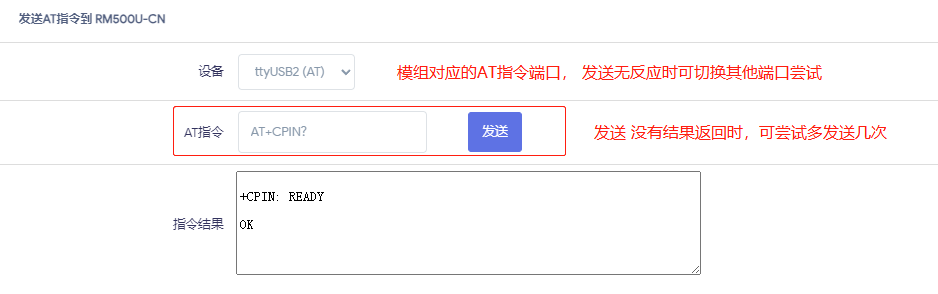 发送AT指令到 RM500U-CN
设备 ttyUSB2 (AT) 模组对应的AT指令端口， 发送无反应时可切换其他端口尝试
AT指令 AT+CPIN? 发送 发送 没有结果返回时，可尝试多发送几次
+CPIN: READY
指令结果 OK